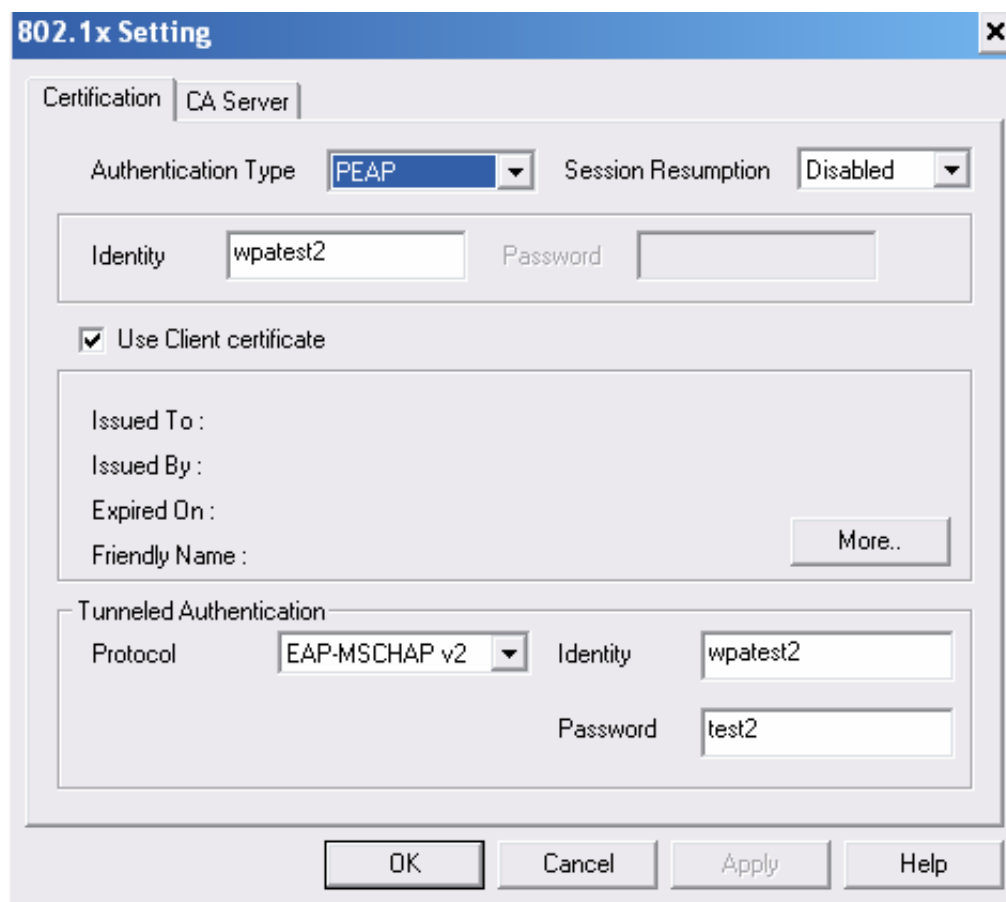 802.1x Setting
Certification CA Server
Authentication Type PEAP Session Resumption Disabled
Identity wpatest2 Password
Use Client certificate
Issued To :
Issued By :
Expired On :
Friendly Name :
More..
Tunneled Authentication
Protocol EAP-MSCHAP v2 Identity wpatest2
Password test2
OK Cancel Apply Help